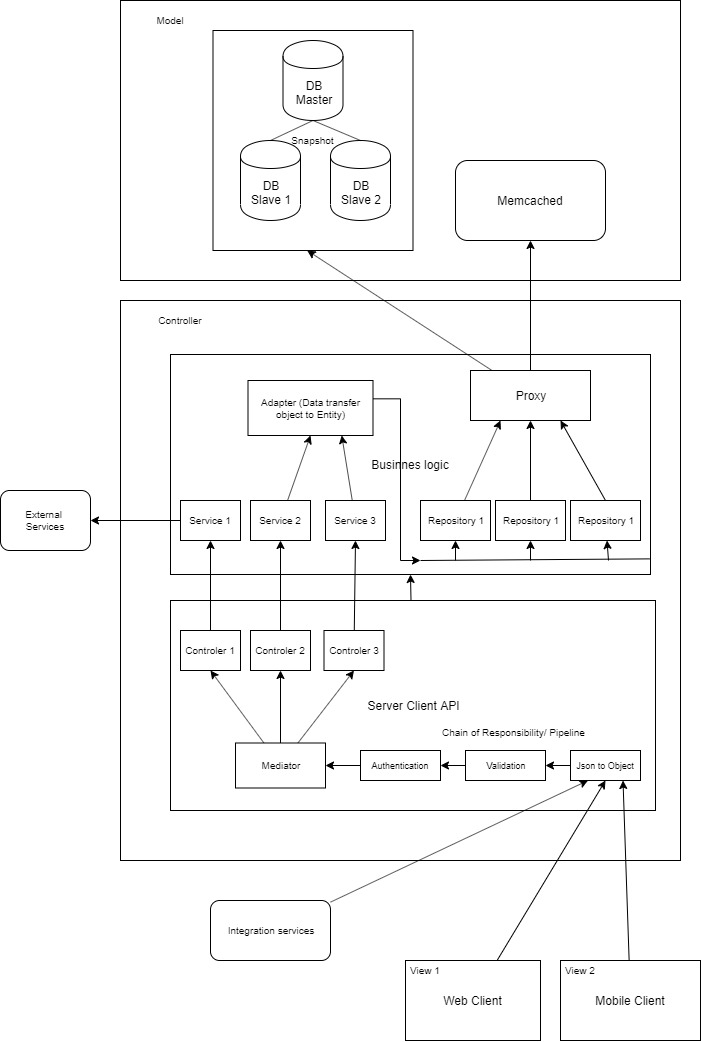 Model
DB
Master
Snapshot
DB
Slave 1
DB
Slave 2
Memcached
Controller
Adapter (Data transfer
object to Entity)
Proxy
Businnes logic
External
Services
Service 1
Service 2
Service 3
Repository 1
Repository 1
Repository 1
Controler 1
Controler 2
Controler 3
Server Client API
Chain of Responsibility/ Pipeline
Mediator
Authentication
Validation
Json to Object
Integration services
View 1
Web Client
View 2
Mobile Client